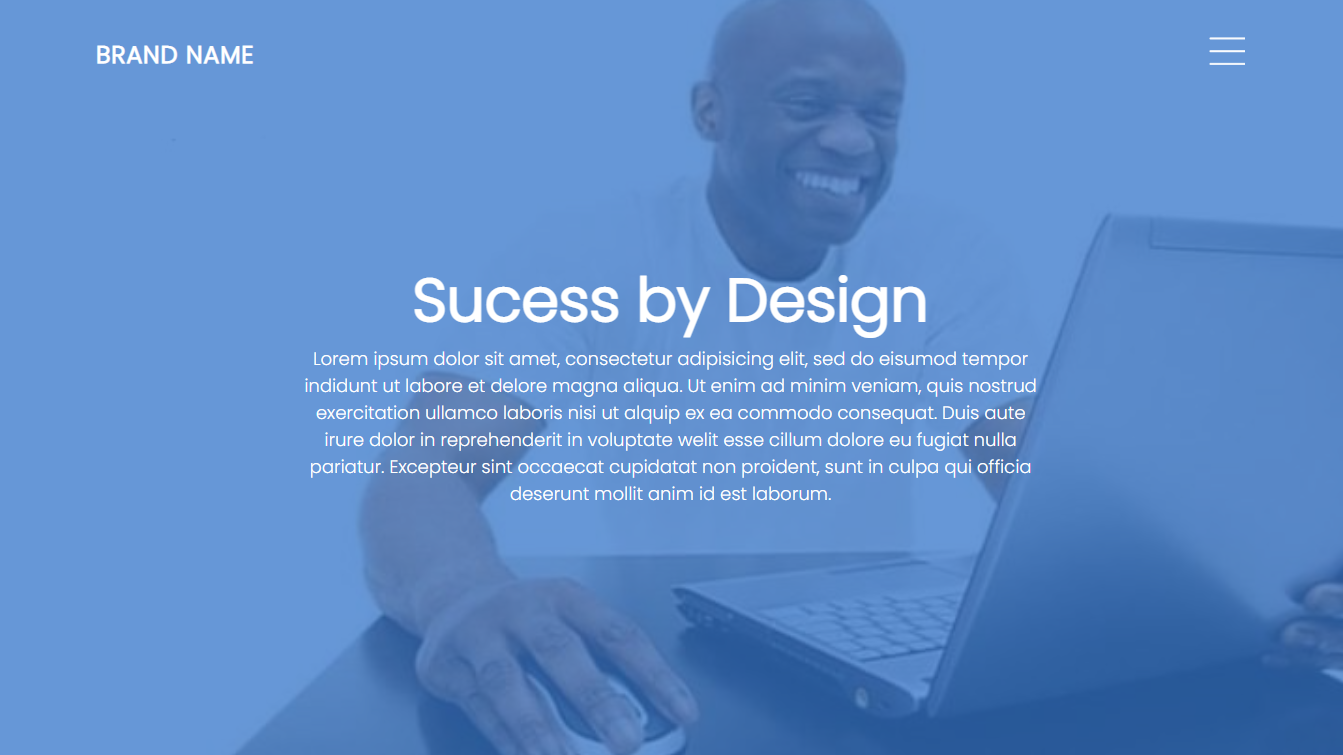 BRAND NAME
Sucess by Design
Lorem ipsum dolor sit amet, consectetur adipisicing elit, sed do eisumod tempor
indidunt ut labore et delore magna aliqua. Ut enim ad minim veniam, quis nostrud
exercitation ullamco laboris nisi ut alquip ex ea commodo consequat. Duis aute
irure dolor in reprehenderit in voluptate welit esse cillum dolore eu fugiat nulla
pariatur. Excepteur sint occaecat cupidatat non proident, sunt in culpa qui officia
deserunt mollit anim id est laborum.